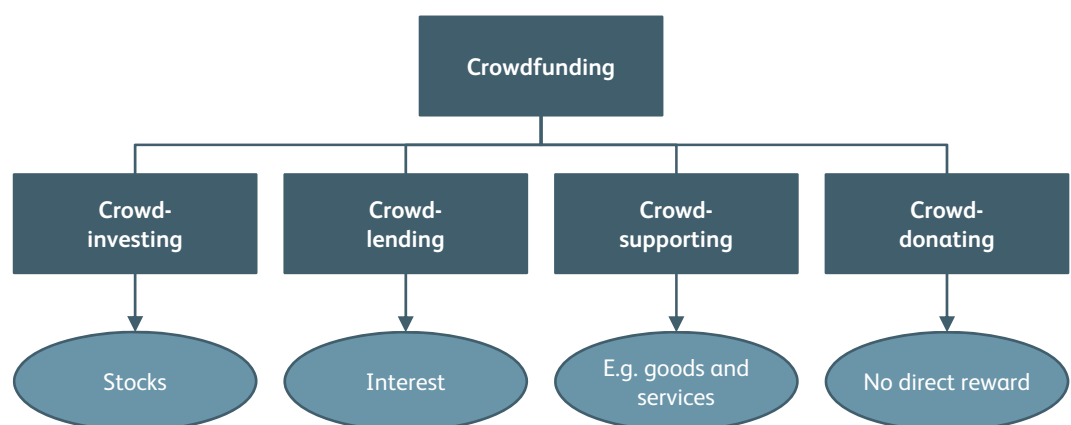 Crowdfunding
Crowd-
investing
Crowd-
lending
Crowd-
supporting
Crowd-
donating
Stocks
Interest
E.g. goods and
services
No direct reward